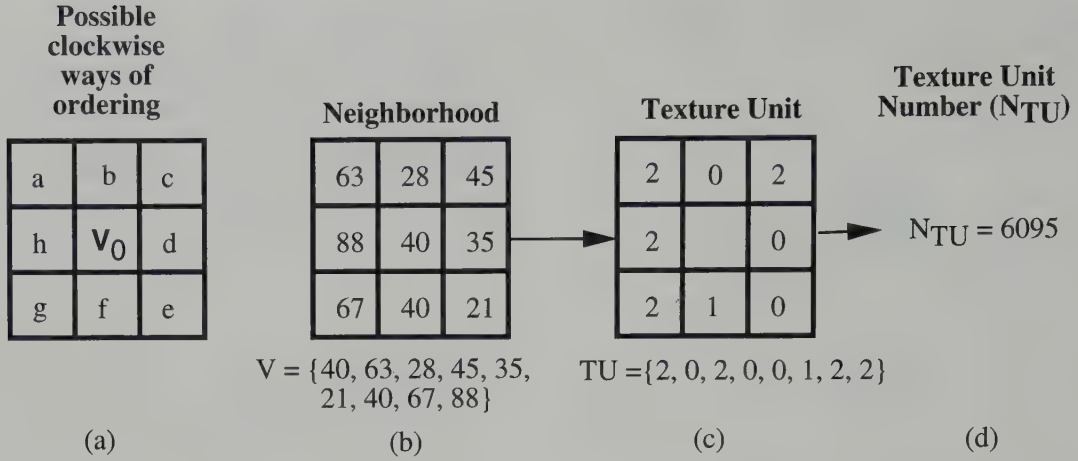 Possible
clockwise
ways of
ordering
a b c
h V0 d
g f e
(a)
Neighborhood
63 28 45
88 40 35
67 40 21
V = {40, 63, 28, 45, 35,
21, 40, 67, 88}
(b)
Texture Unit
2 0 2
2 0
2 1 0
TU ={2, 0, 2, 0, 0, 1, 2, 2}
(c)
Texture Unit
Number (NTU)
NTU = 6095
(d)